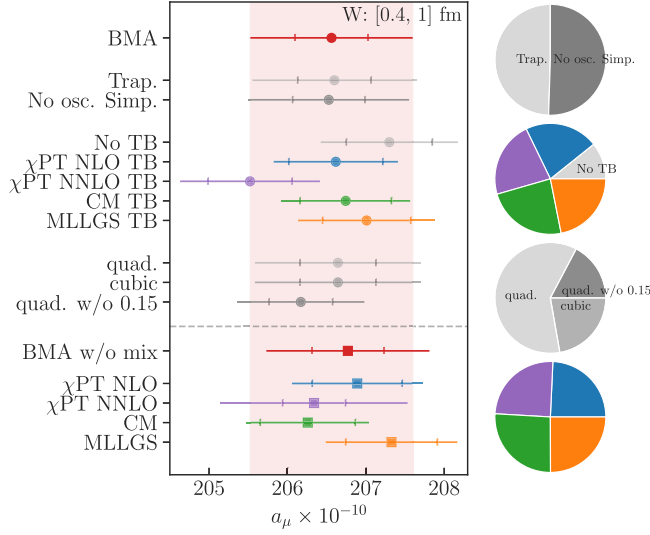 W: [0.4, 1] fm
BMA
Trap.
No osc. Simp.
No TB
χPT NLO TB
χPT NNLO TB
CM TB
MLLGS TB
quad.
cubic
quad. w/o 0.15
BMA w/o mix
χPT NLO
χPT NNLO
CM
MLLGS
205 206 207 208
aμ × 10⁻¹⁰
Trap. No osc. Simp.
No TB
quad. quad. w/o 0.15
cubic